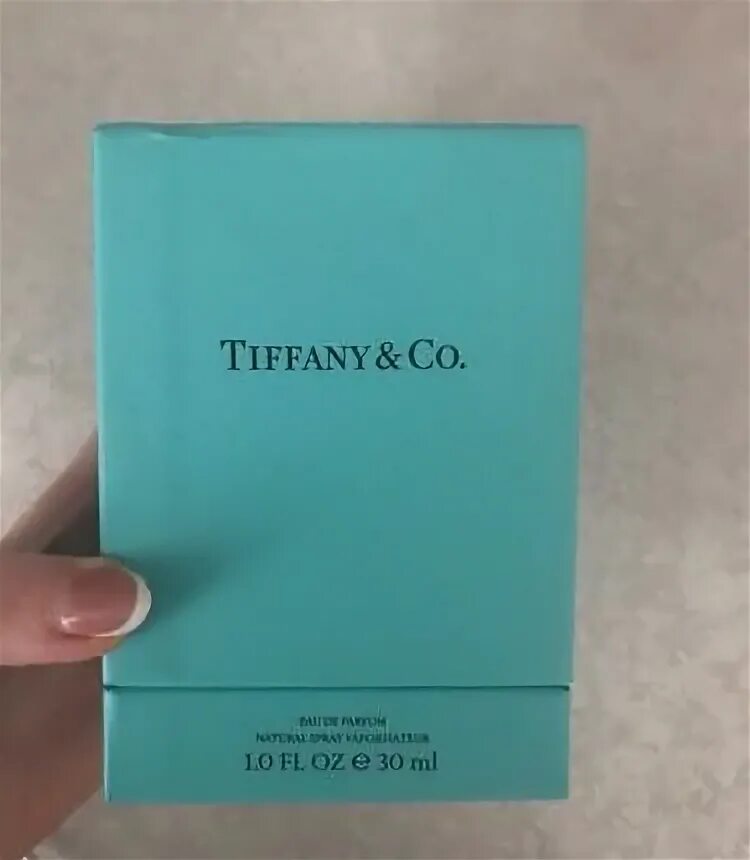 TIFFANY & CO.
EAU DE PARFUM
NATURAL SPRAY VAPORISATEUR
1.0 FL. OZ ℮ 30 ml